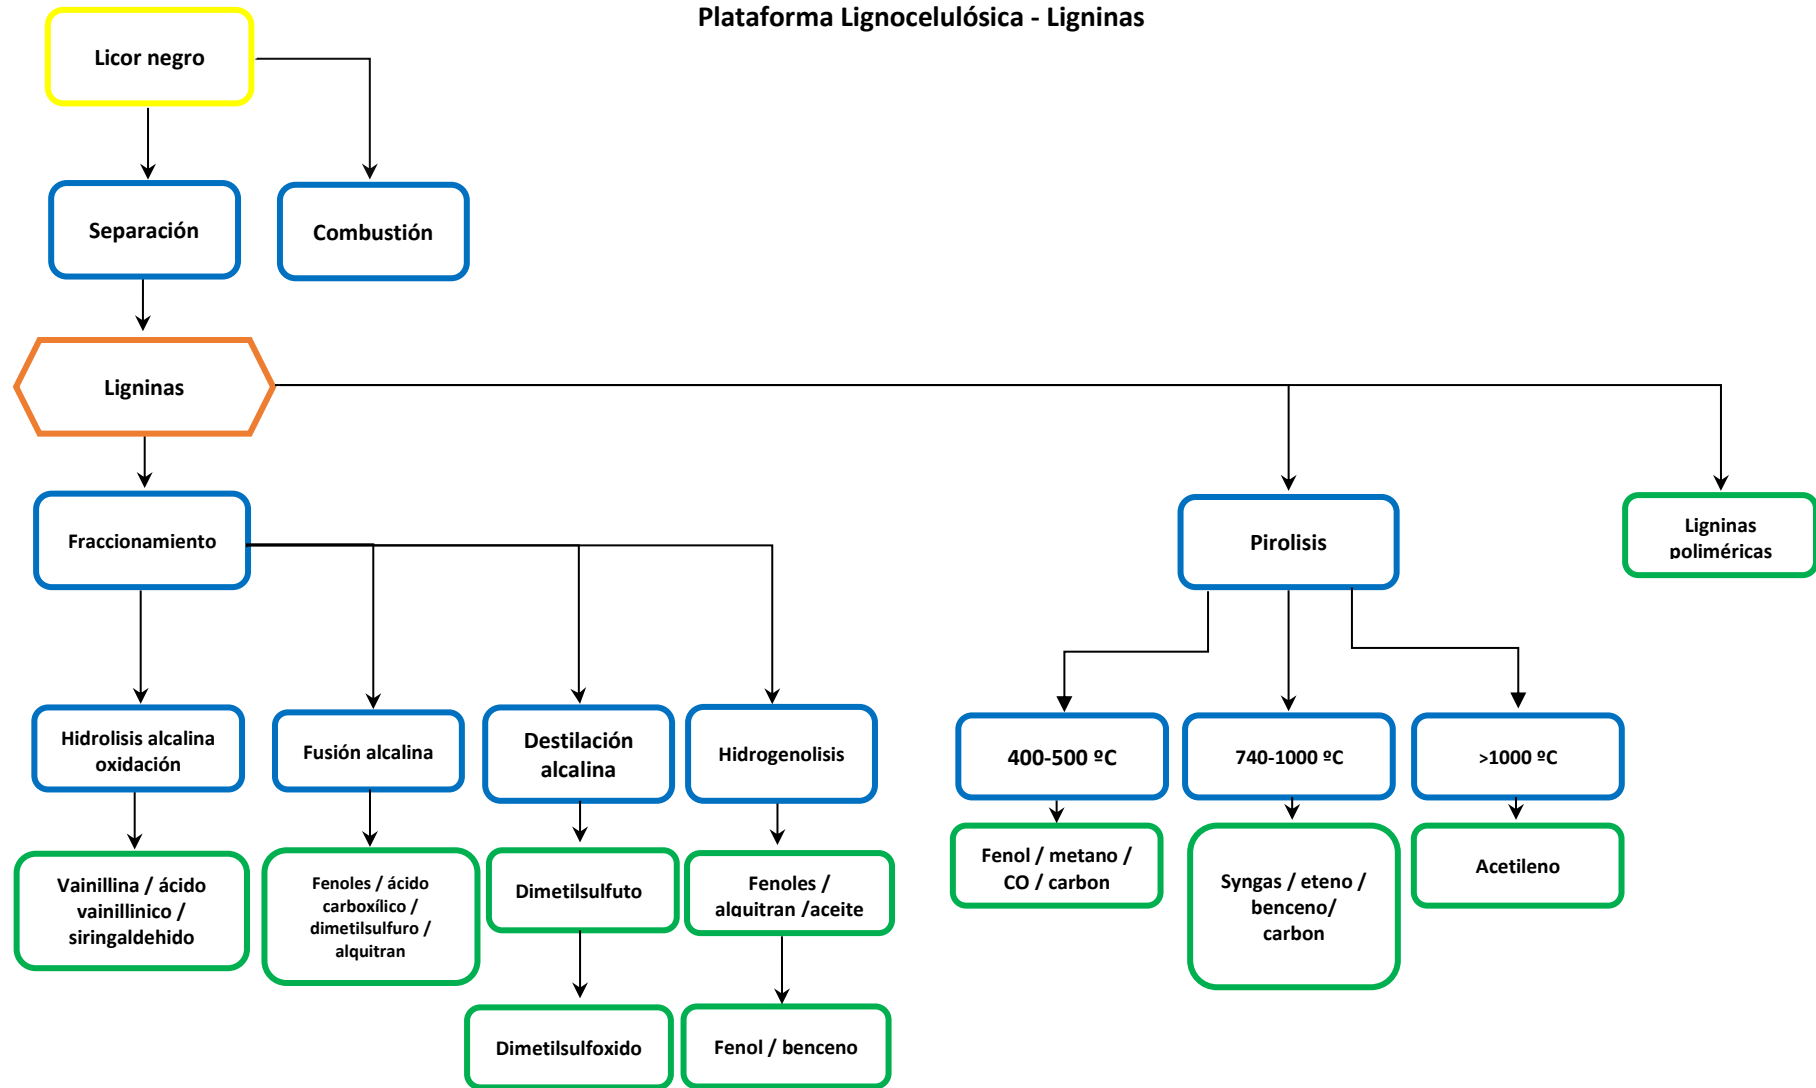 Plataforma Lignocelulósica - Ligninas
Licor negro
Separación
Combustión
Ligninas
Fraccionamiento
Pirolisis
Ligninas
poliméricas
Hidrolisis alcalina
oxidación
Fusión alcalina
Destilación
alcalina
Hidrogenolisis
400-500 ºC
740-1000 ºC
>1000 ºC
Vainillina / ácido
vainillinico /
siringaldehido
Fenoles / ácido
carboxílico /
dimetilsulfuro /
alquitran
Dimetilsulfuto
Fenoles /
alquitran /aceite
Fenol / metano /
CO / carbon
Syngas / eteno /
benceno/
carbon
Acetileno
Dimetilsulfoxido
Fenol / benceno